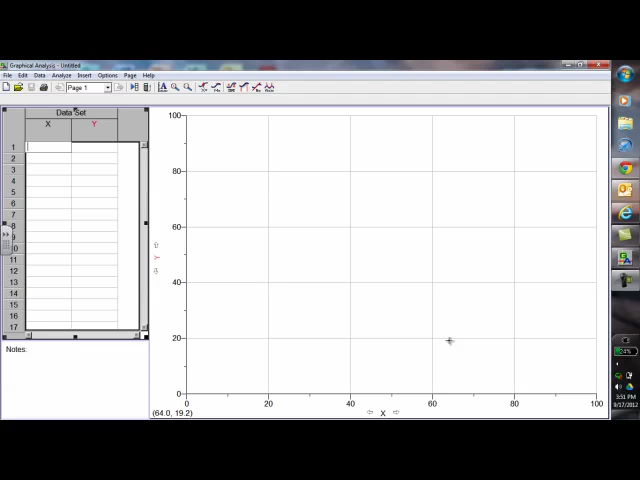 Graphical Analysis - Untitled
File Edit Data Analyze Insert Options Page Help
Page 1
Data Set
X Y
1
2
3
4
5
6
7
8
9
10
11
12
13
14
15
16
17
Notes:
100
80
60
40
20
0
Y
0 20 40 60 80 100
(64.0, 19.2)
X
3:51 PM
9/17/2012